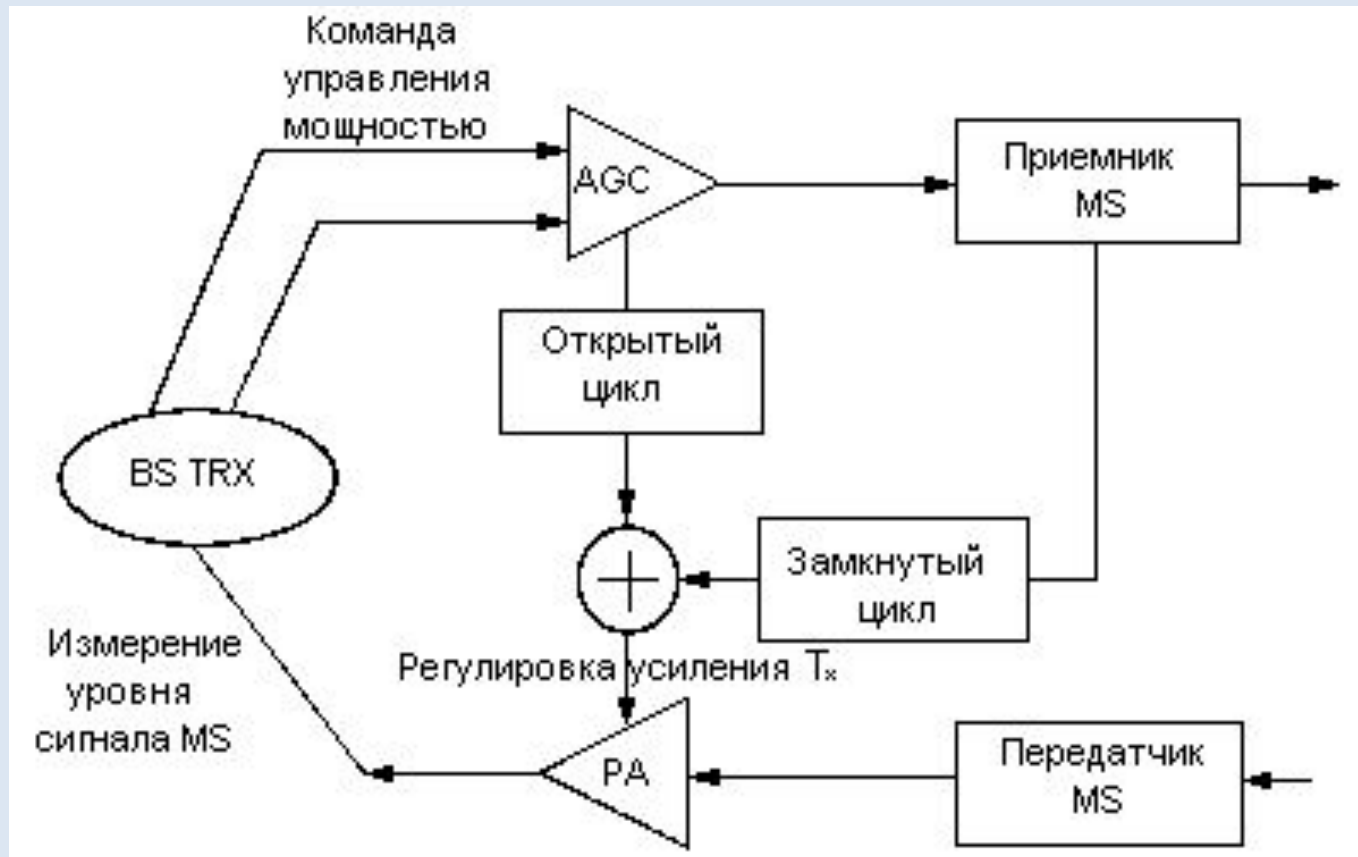 Команда
управления
мощностью
AGC
Приемник
MS
Открытый
цикл
BS TRX
Замкнутый
цикл
Измерение
уровня
сигнала MS
Регулировка усиления Tₓ
PA
Передатчик
MS